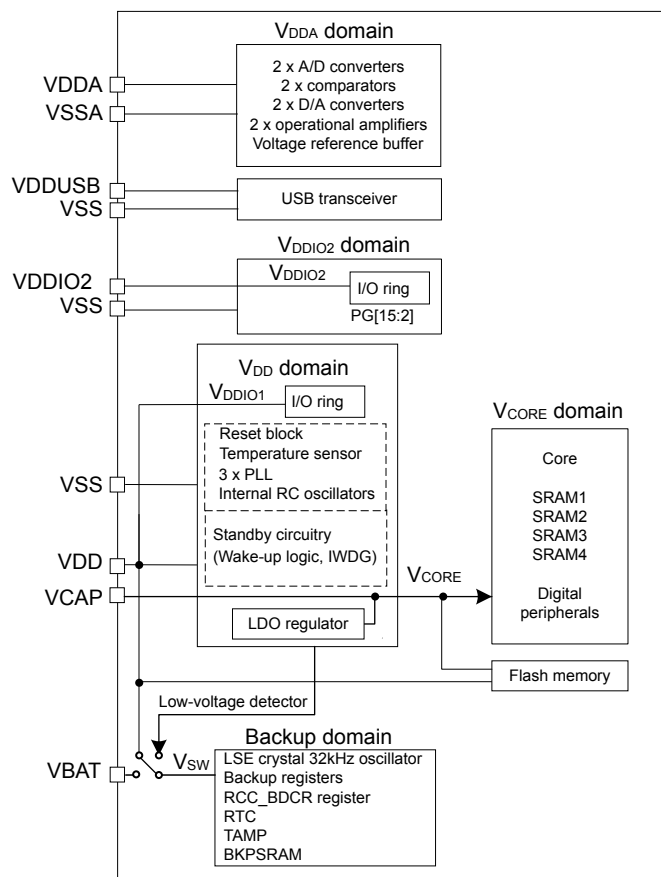 VDDA domain
2 x A/D converters
2 x comparators
2 x D/A converters
2 x operational amplifiers
Voltage reference buffer
VDDA
VSSA
VDDUSB
VSS
USB transceiver
VDDIO2 domain
VDDIO2
VDDIO2
VSS
I/O ring
PG[15:2]
VDD domain
VDDIO1
I/O ring
Reset block
Temperature sensor
3 x PLL
Internal RC oscillators
VSS
Standby circuitry
(Wake-up logic, IWDG)
VDD
VCAP
LDO regulator
VCORE
VCORE domain
Core
SRAM1
SRAM2
SRAM3
SRAM4
Digital
peripherals
Flash memory
Low-voltage detector
Backup domain
VBAT
VSW
LSE crystal 32kHz oscillator
Backup registers
RCC_BDCR register
RTC
TAMP
BKPSRAM